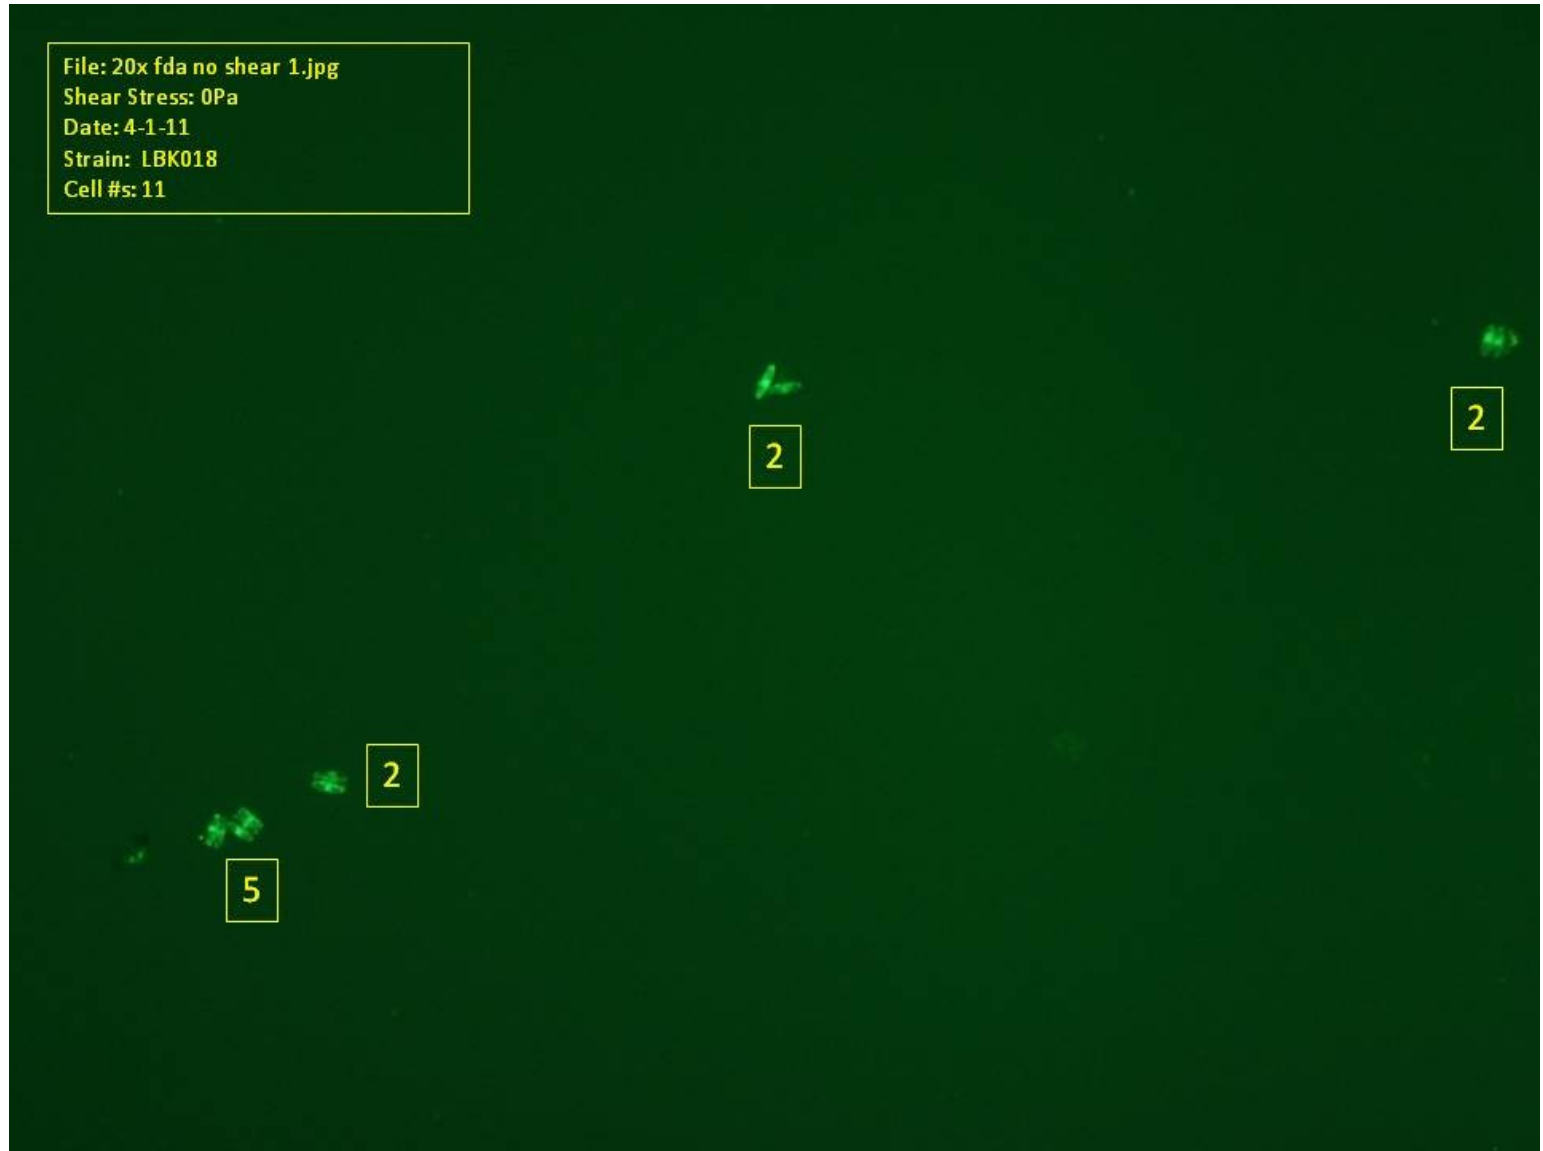 File: 20x fda no shear 1.jpg
Shear Stress: 0Pa
Date: 4-1-11
Strain: LBK018
Cell #s: 11
2
2
2
5